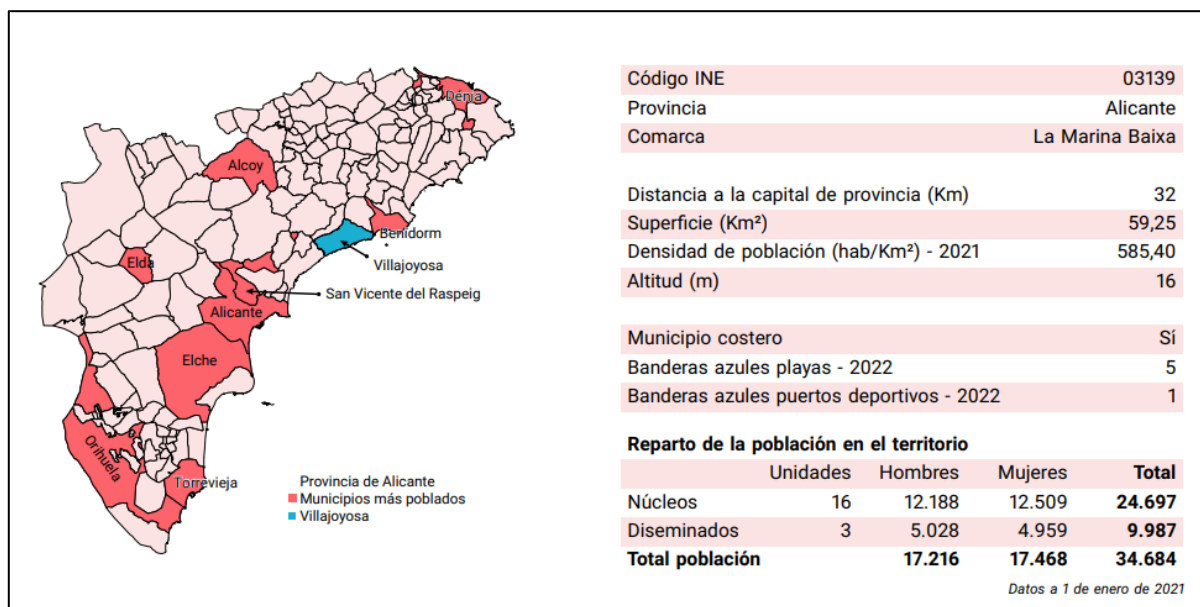 Dénia
Alcoy
Benidorm
Villajoyosa
Elda
San Vicente del Raspeig
Alicante
Elche
Orihuela
Torrevieja
Provincia de Alicante
Municipios más poblados
Villajoyosa
Código INE 03139
Provincia Alicante
Comarca La Marina Baixa
Distancia a la capital de provincia (Km) 32
Superficie (Km²) 59,25
Densidad de población (hab/Km²) - 2021 585,40
Altitud (m) 16
Municipio costero Sí
Banderas azules playas - 2022 5
Banderas azules puertos deportivos - 2022 1
Reparto de la población en el territorio
Unidades Hombres Mujeres Total
Núcleos 16 12.188 12.509 24.697
Diseminados 3 5.028 4.959 9.987
Total población 17.216 17.468 34.684
Datos a 1 de enero de 2021